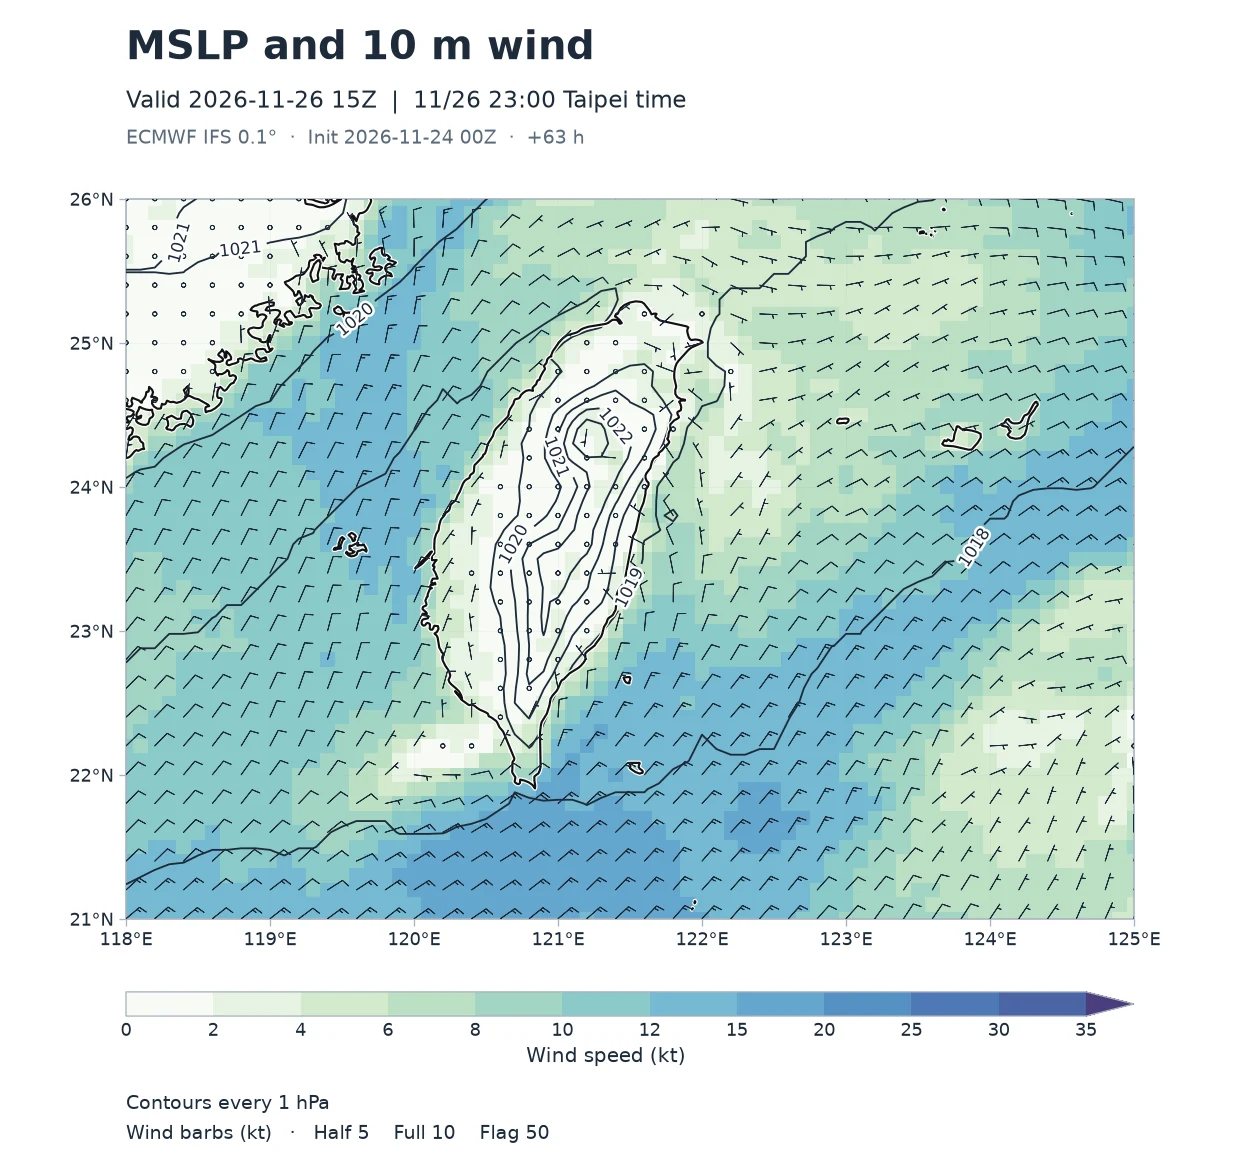 MSLP and 10 m wind
Valid 2026-11-26 15Z | 11/26 23:00 Taipei time
ECMWF IFS 0.1° · Init 2026-11-24 00Z · +63 h
26°N
25°N
24°N
23°N
22°N
21°N
1021
1021
1020
1022
1021
1020
1019
1018
118°E 119°E 120°E 121°E 122°E 123°E 124°E 125°E
0 2 4 6 8 10 12 15 20 25 30 35
Wind speed (kt)
Contours every 1 hPa
Wind barbs (kt) · Half 5 Full 10 Flag 50